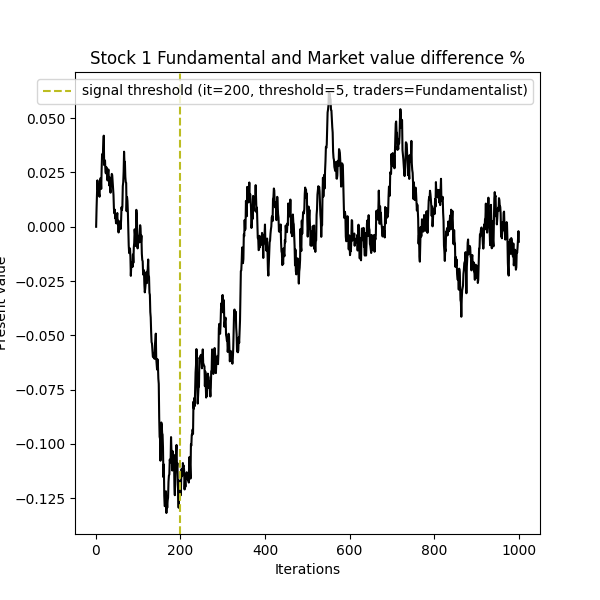 Stock 1 Fundamental and Market value difference %
signal threshold (it=200, threshold=5, traders=Fundamentalist)
0.050
0.025
0.000
−0.025
−0.050
−0.075
−0.100
−0.125
Present value
0 200 400 600 800 1000
Iterations